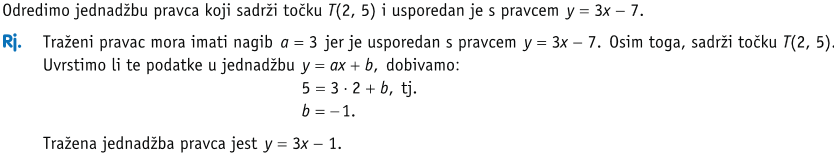 Odredimo jednadžbu pravca koji sadrži točku T(2, 5) i usporedan je s pravcem y = 3x − 7.
Rj. Traženi pravac mora imati nagib a = 3 jer je usporedan s pravcem y = 3x − 7. Osim toga, sadrži točku T(2, 5).
Uvrstimo li te podatke u jednadžbu y = ax + b, dobivamo:
5 = 3 · 2 + b, tj.
b = −1.
Tražena jednadžba pravca jest y = 3x − 1.